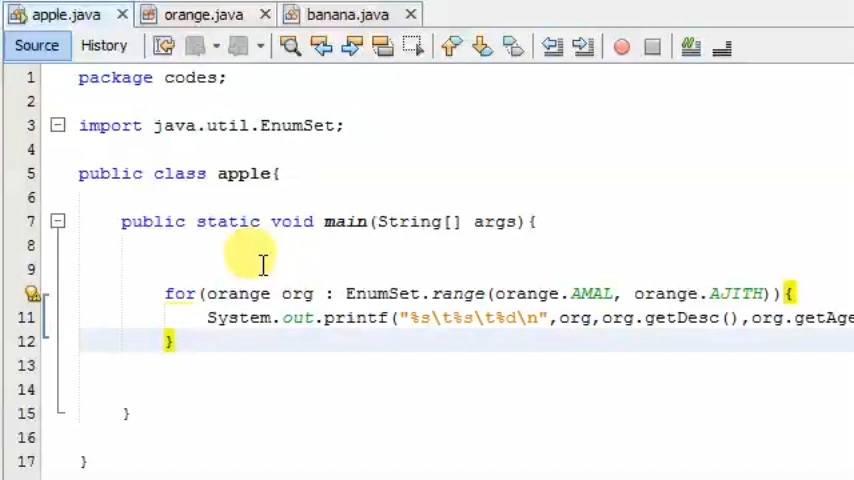 apple.java orange.java banana.java
Source History
1 package codes;
2
3 import java.util.EnumSet;
4
5 public class apple{
6
7 public static void main(String[] args){
8
9
for(orange org : EnumSet.range(orange.AMAL, orange.AJITH)){
11 System.out.printf("%s\t%s\t%d\n",org,org.getDesc(),org.getAge
12 }
13
14
15 }
16
17 }